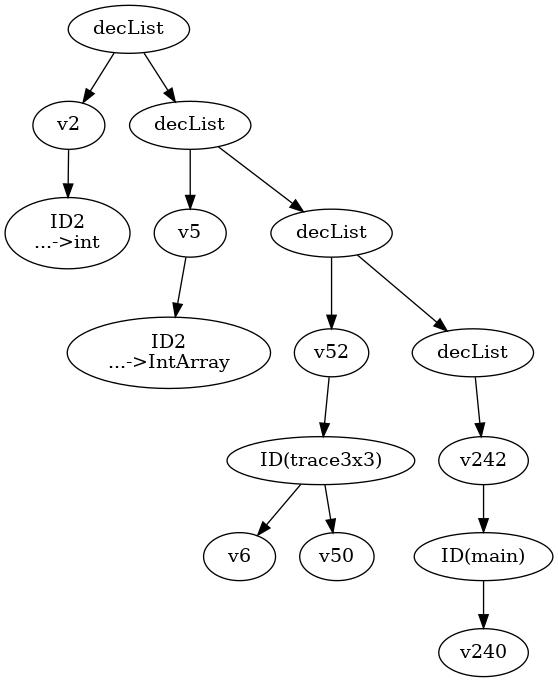 decList
v2
decList
ID2
...->int
v5
decList
ID2
...->IntArray
v52
decList
ID(trace3x3)
v242
v6
v50
ID(main)
v240